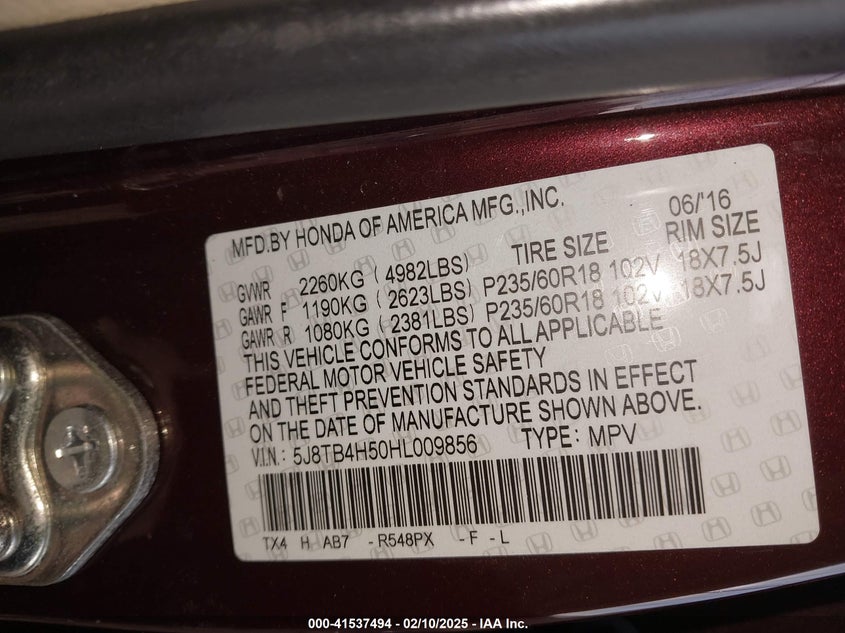 MFD.BY HONDA OF AMERICA MFG.,INC. 06/'16
TIRE SIZE RIM SIZE
GVWR 2260KG ( 4982LBS)
GAWR F 1190KG ( 2623LBS) P235/60R18 102V 18X7.5J
GAWR R 1080KG ( 2381LBS) P235/60R18 102V 18X7.5J
THIS VEHICLE CONFORMS TO ALL APPLICABLE
FEDERAL MOTOR VEHICLE SAFETY
AND THEFT PREVENTION STANDARDS IN EFFECT
ON THE DATE OF MANUFACTURE SHOWN ABOVE.
V.I.N.: 5J8TB4H50HL009856 TYPE: MPV
TX4 H AB7 -R548PX -F -L
000-41537494 - 02/10/2025 - IAA Inc.